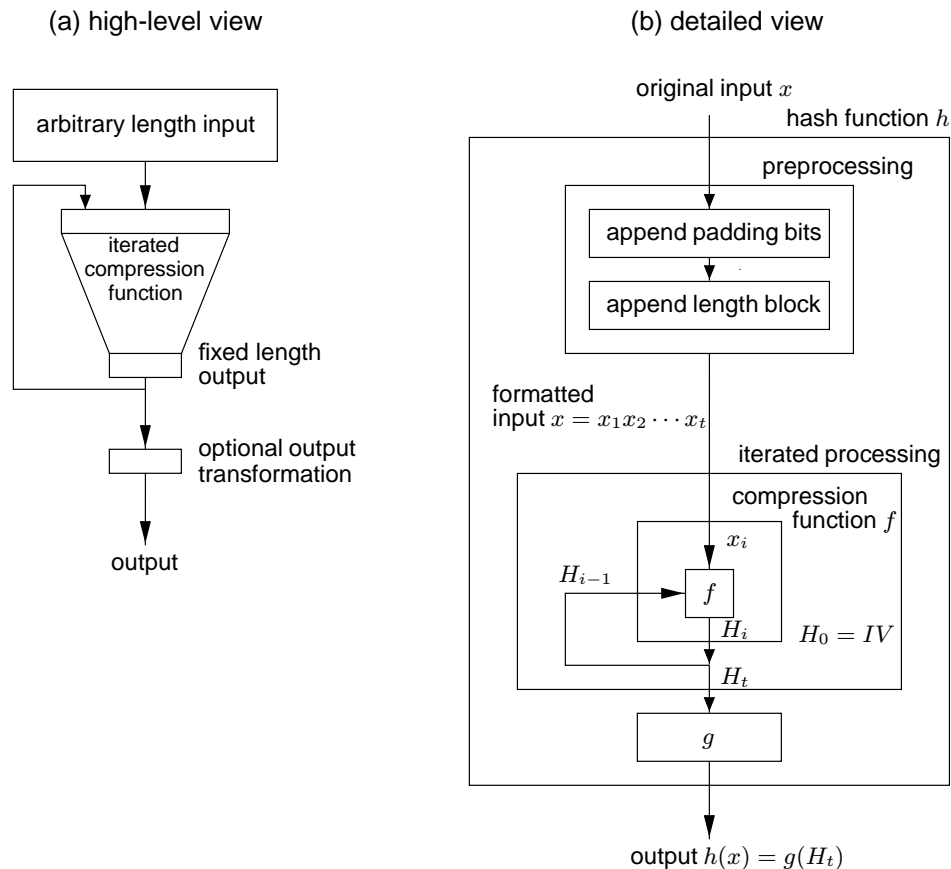 (a) high-level view
arbitrary length input
iterated
compression
function
fixed length
output
optional output
transformation
output
(b) detailed view
original input x
hash function h
preprocessing
append padding bits
append length block
formatted
input x = x₁x₂ ⋯ xₜ
iterated processing
compression
function f
xᵢ
Hᵢ₋₁
f
Hᵢ
H₀ = IV
Hₜ
g
output h(x) = g(Hₜ)